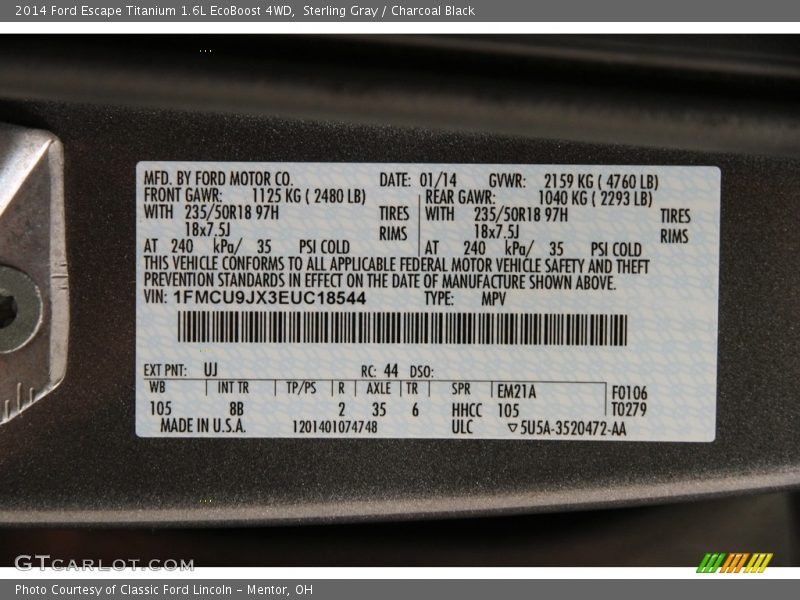 2014 Ford Escape Titanium 1.6L EcoBoost 4WD,  Sterling Gray / Charcoal Black
MFD. BY FORD MOTOR CO. DATE: 01/14 GVWR: 2159 KG ( 4760 LB)
FRONT GAWR: 1125 KG ( 2480 LB) REAR GAWR: 1040 KG ( 2293 LB)
WITH 235/50R18 97H TIRES WITH 235/50R18 97H TIRES
18x7.5J RIMS 18x7.5J RIMS
AT 240 kPa/ 35 PSI COLD AT 240 kPa/ 35 PSI COLD
THIS VEHICLE CONFORMS TO ALL APPLICABLE FEDERAL MOTOR VEHICLE SAFETY AND THEFT
PREVENTION STANDARDS IN EFFECT ON THE DATE OF MANUFACTURE SHOWN ABOVE.
VIN: 1FMCU9JX3EUC18544 TYPE: MPV
EXT PNT: UJ RC: 44 DSO:
WB INT TR TP/PS R AXLE TR SPR EM21A F0106
105 8B 2 35 6 HHCC 105 T0279
MADE IN U.S.A. 1201401074748 ULC ▽5U5A-3520472-AA
GTCARLOT.COM
Photo Courtesy of Classic Ford Lincoln – Mentor, OH